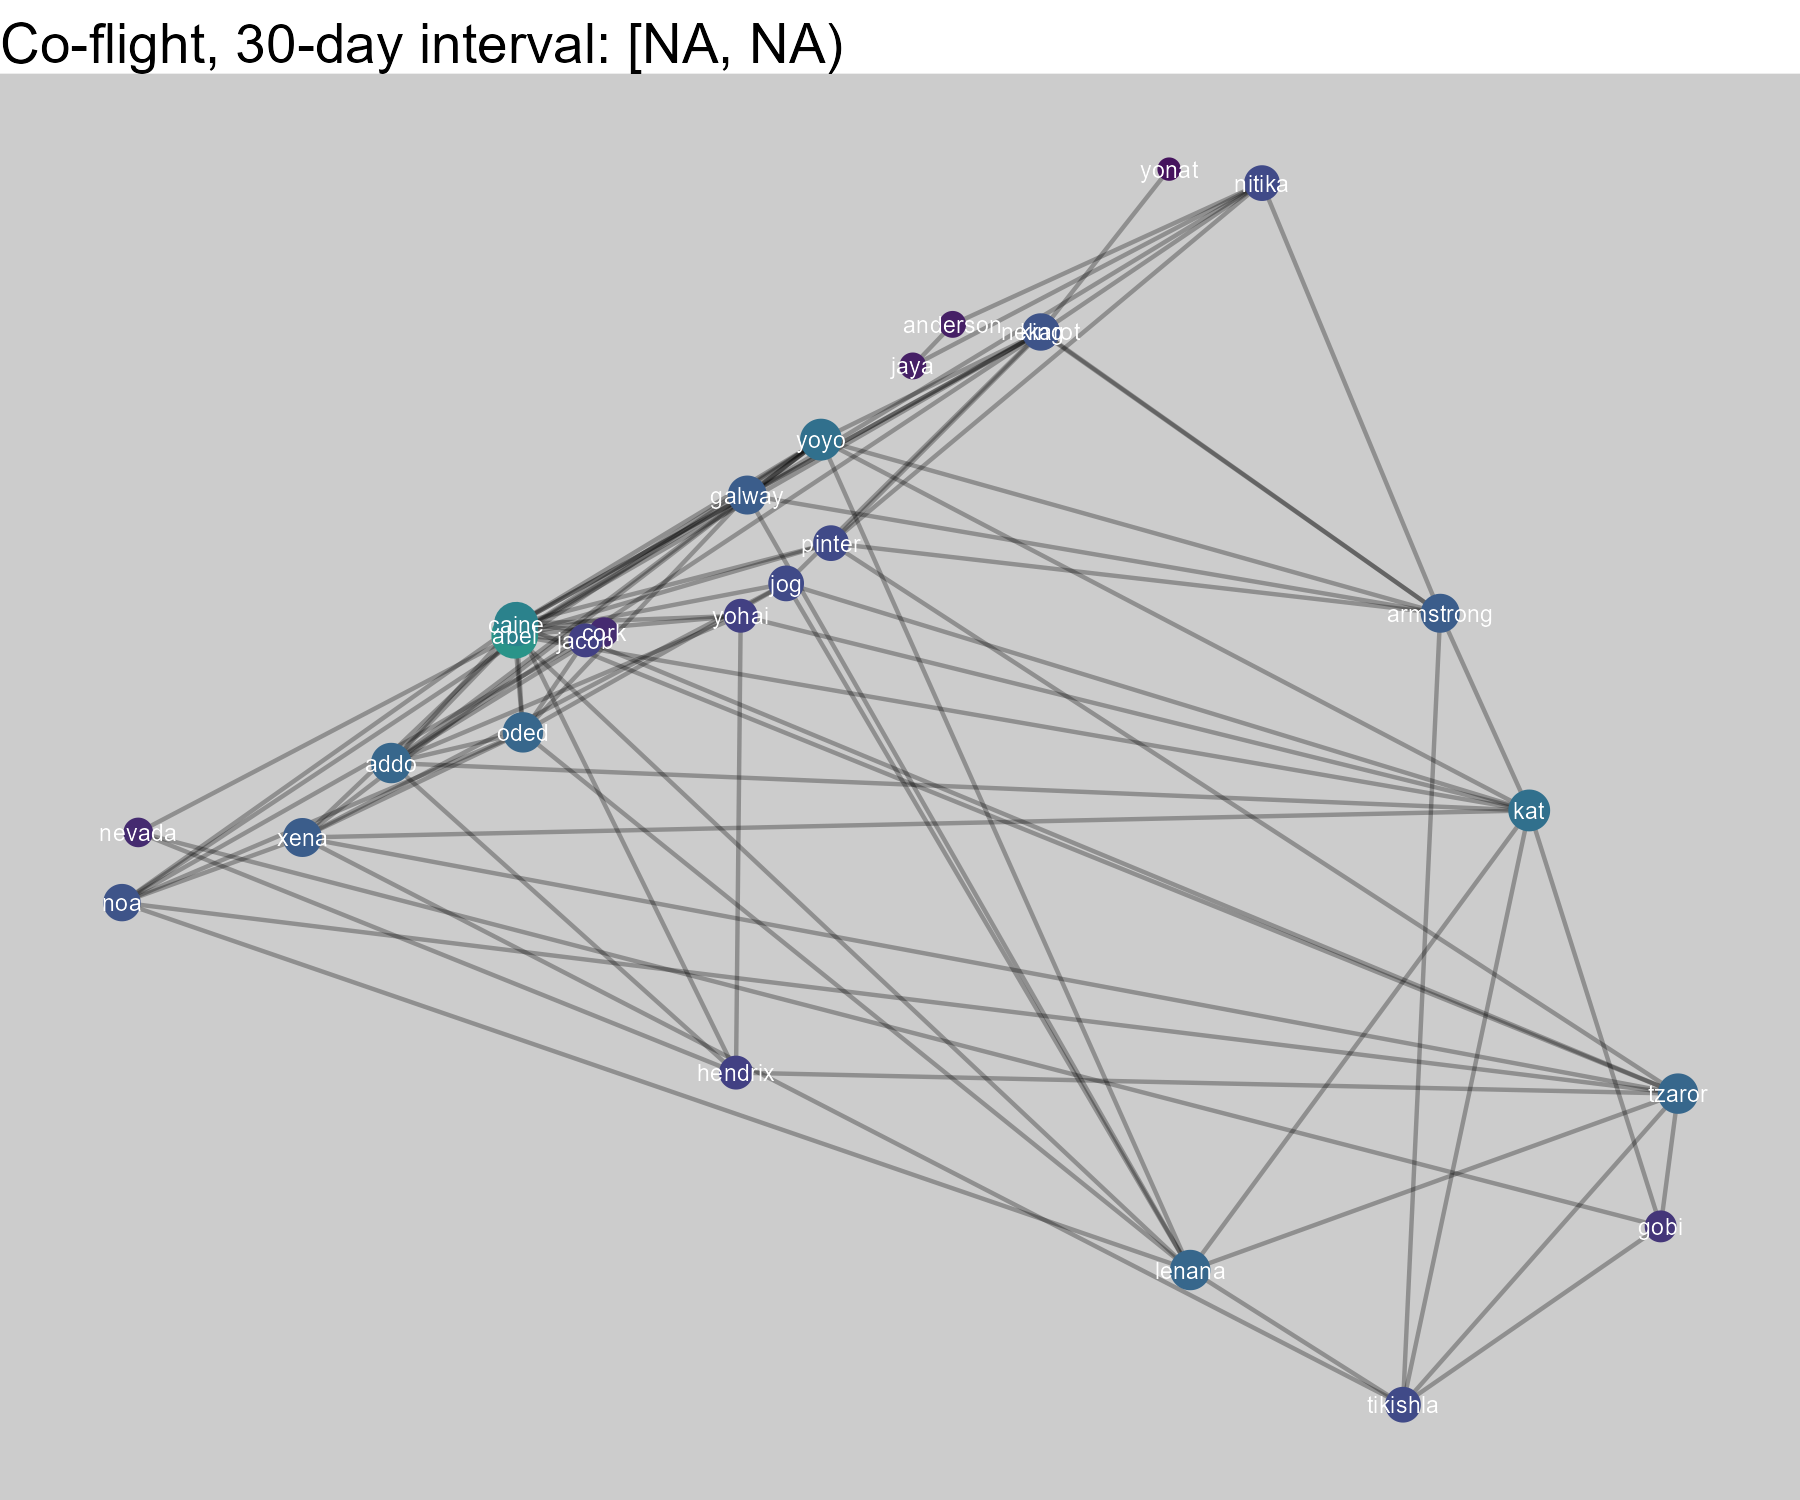 Co-flight, 30-day interval: [NA, NA)
yonat
nitika
anderson
jaya
yoyo
galway
pinter
jog
armstrong
yohai
caine
abel
cork
jacob
oded
addo
kat
nevada
xena
noa
hendrix
tzaror
gobi
lenana
tikishla